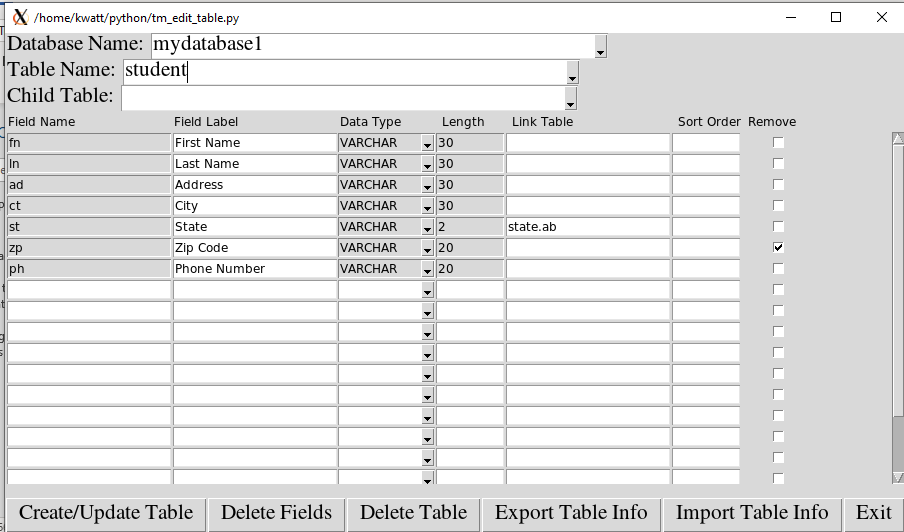 /home/kwatt/python/tm_edit_table.py
Database Name: mydatabase1
Table Name: student
Child Table:
Field Name Field Label Data Type Length Link Table Sort Order Remove
fn First Name VARCHAR 30
ln Last Name VARCHAR 30
ad Address VARCHAR 30
ct City VARCHAR 30
st State VARCHAR 2 state.ab
zp Zip Code VARCHAR 20
ph Phone Number VARCHAR 20
Create/Update Table Delete Fields Delete Table Export Table Info Import Table Info Exit